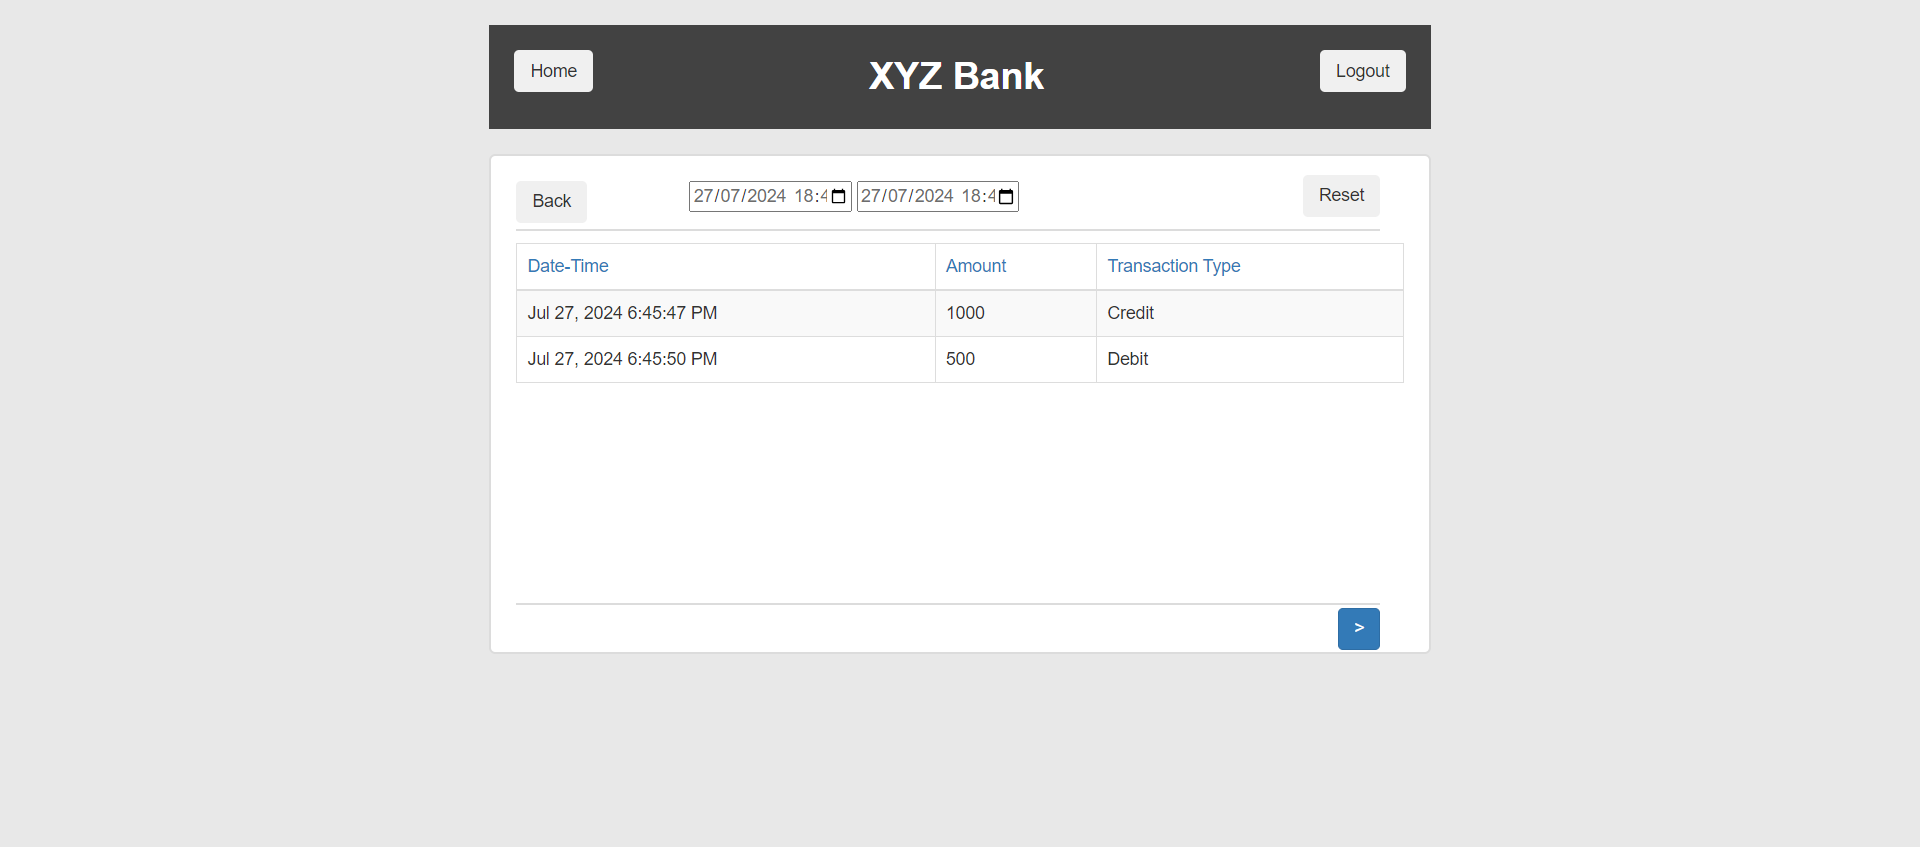 Home XYZ Bank Logout
Back 27/07/2024 18:4 27/07/2024 18:4 Reset
Date-Time Amount Transaction Type
Jul 27, 2024 6:45:47 PM 1000 Credit
Jul 27, 2024 6:45:50 PM 500 Debit
>